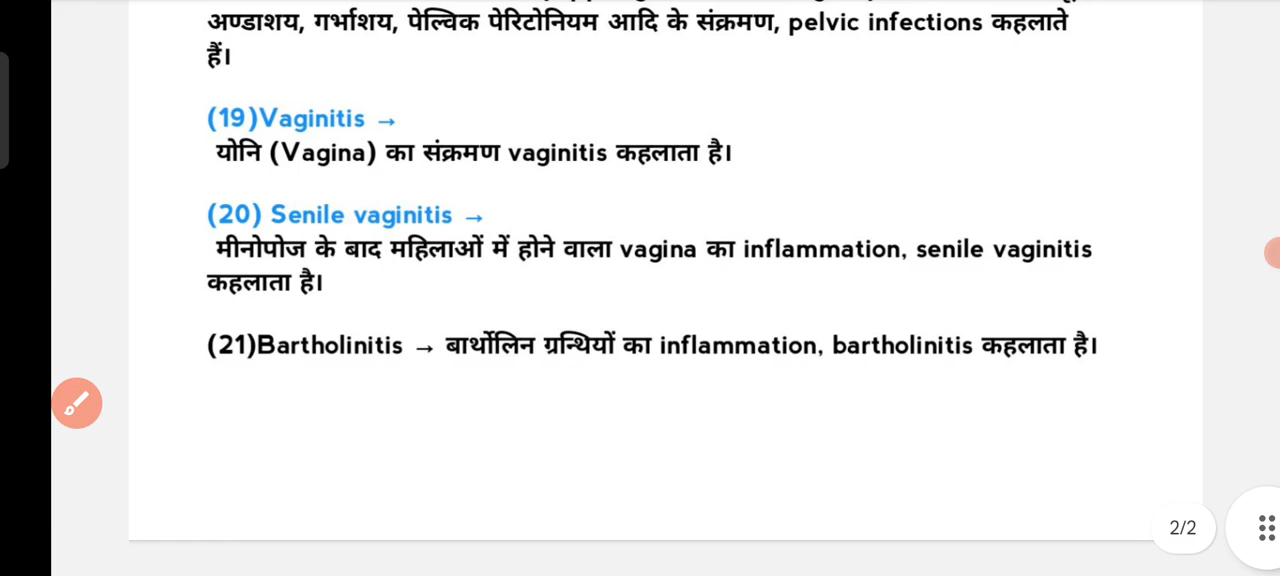 अण्डाशय, गर्भाशय, पेल्विक पेरिटोनियम आदि के संक्रमण, pelvic infections कहलाते
हैं।
(19)Vaginitis →
योनि (Vagina) का संक्रमण vaginitis कहलाता है।
(20) Senile vaginitis →
मीनोपोज के बाद महिलाओं में होने वाला vagina का inflammation, senile vaginitis
कहलाता है।
(21)Bartholinitis → बार्थोलिन ग्रन्थियों का inflammation, bartholinitis कहलाता है।
2/2